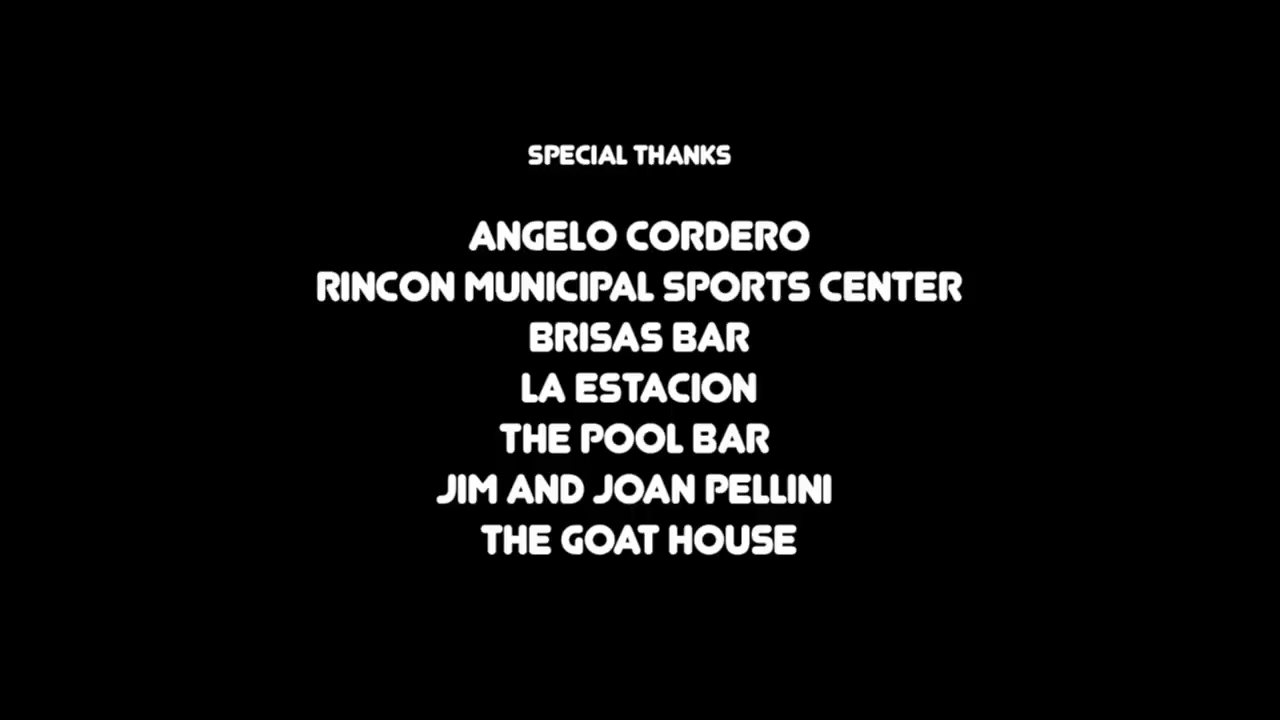 SPECIAL THANKS
ANGELO CORDERO
RINCON MUNICIPAL SPORTS CENTER
BRISAS BAR
LA ESTACION
THE POOL BAR
JIM AND JOAN PELLINI
THE GOAT HOUSE